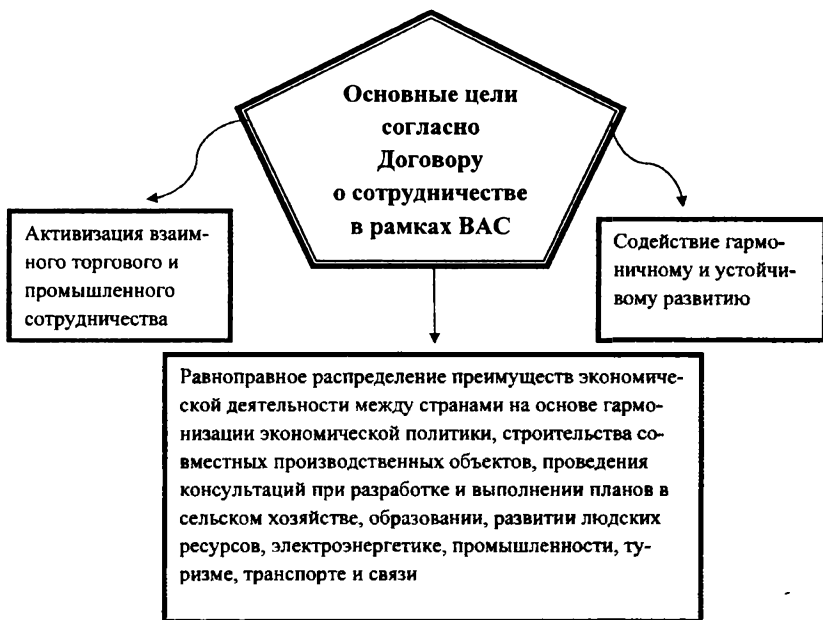 Основные цели
согласно
Договору
о сотрудничестве
в рамках ВАС
Активизация взаим-
ного торгового и
промышленного
сотрудничества
Содействие гармо-
ничному и устойчи-
вому развитию
Равноправное распределение преимуществ экономиче-
ской деятельности между странами на основе гармо-
низации экономической политики, строительства со-
вместных производственных объектов, проведения
консультаций при разработке и выполнении планов в
сельском хозяйстве, образовании, развитии людских
ресурсов, электроэнергетике, промышленности, ту-
ризме, транспорте и связи